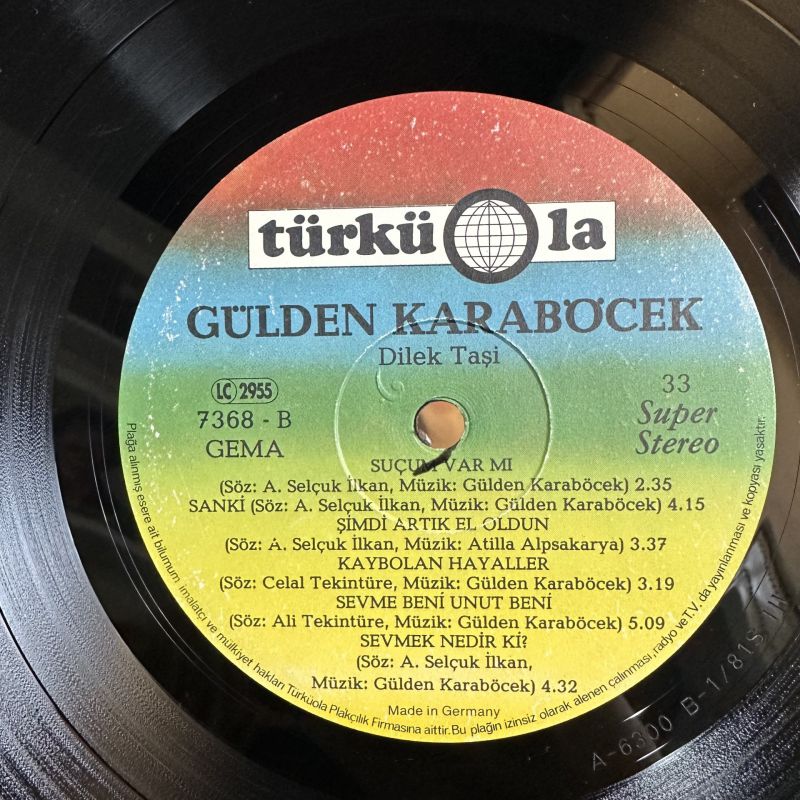 türküola
GÜLDEN KARABÖCEK
Dilek Taşi
LC 2955
7368 - B
GEMA
33
Super
Stereo
SUÇUM VAR MI
(Söz: A. Selçuk İlkan, Müzik: Gülden Karaböcek) 2.35
SANKİ (Söz: A. Selçuk İlkan, Müzik: Gülden Karaböcek) 4.15
ŞİMDİ ARTIK EL OLDUN
(Söz: A. Selçuk İlkan, Müzik: Atilla Alpsakarya) 3.37
KAYBOLAN HAYALLER
(Söz: Celal Tekintüre, Müzik: Gülden Karaböcek) 3.19
SEVME BENİ UNUT BENİ
(Söz: Ali Tekintüre, Müzik: Gülden Karaböcek) 5.09
SEVMEK NEDİR Kİ?
(Söz: A. Selçuk İlkan,
Müzik: Gülden Karaböcek) 4.32
Made in Germany
Plağa alınmış esere ait bilumum imalatçı ve mülkiyet hakları Türküola Plakçılık Firmasına aittir. Bu plağın izinsiz olarak alenen çalınması, radyo ve T.V. da yayınlanması ve kopyası yasaktır.
A-6300 B-1/81S